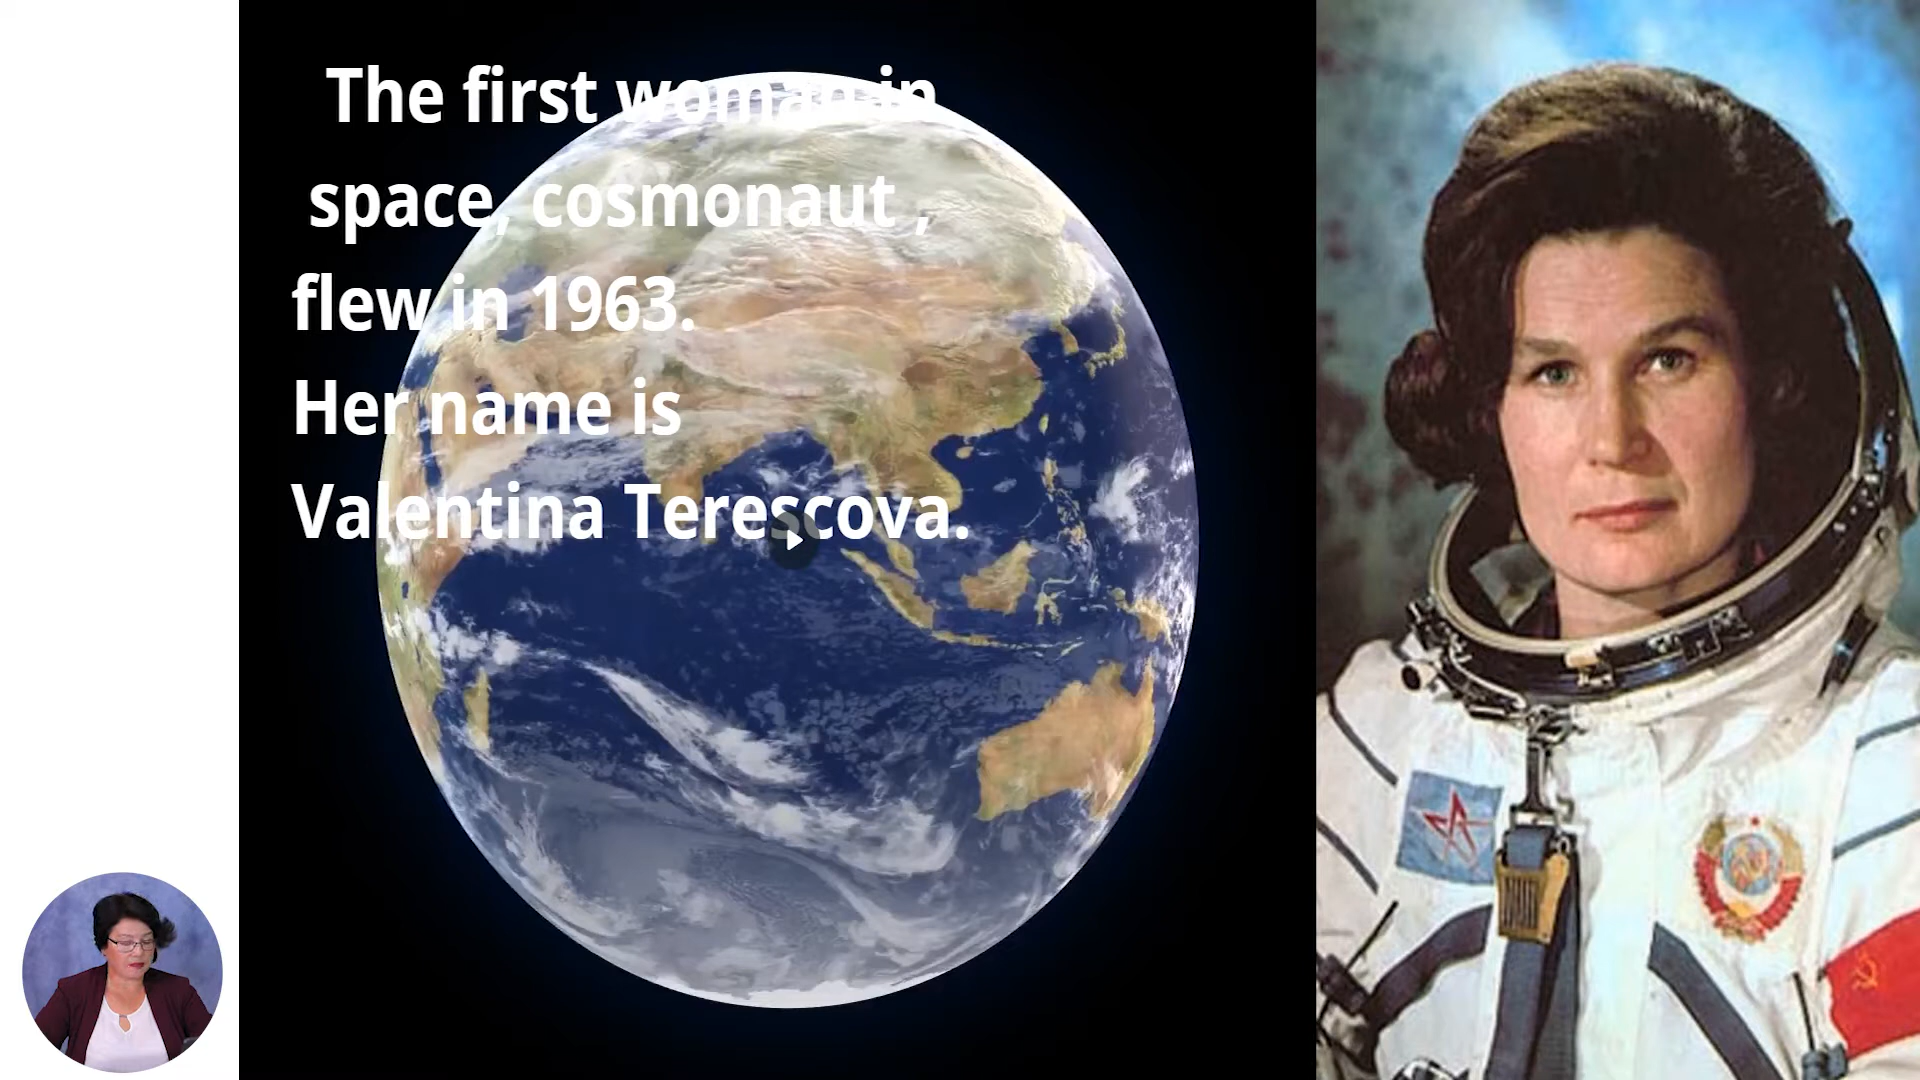 The first woman in
space, cosmonaut ,
flew in 1963.
Her name is
Valentina Terescova.